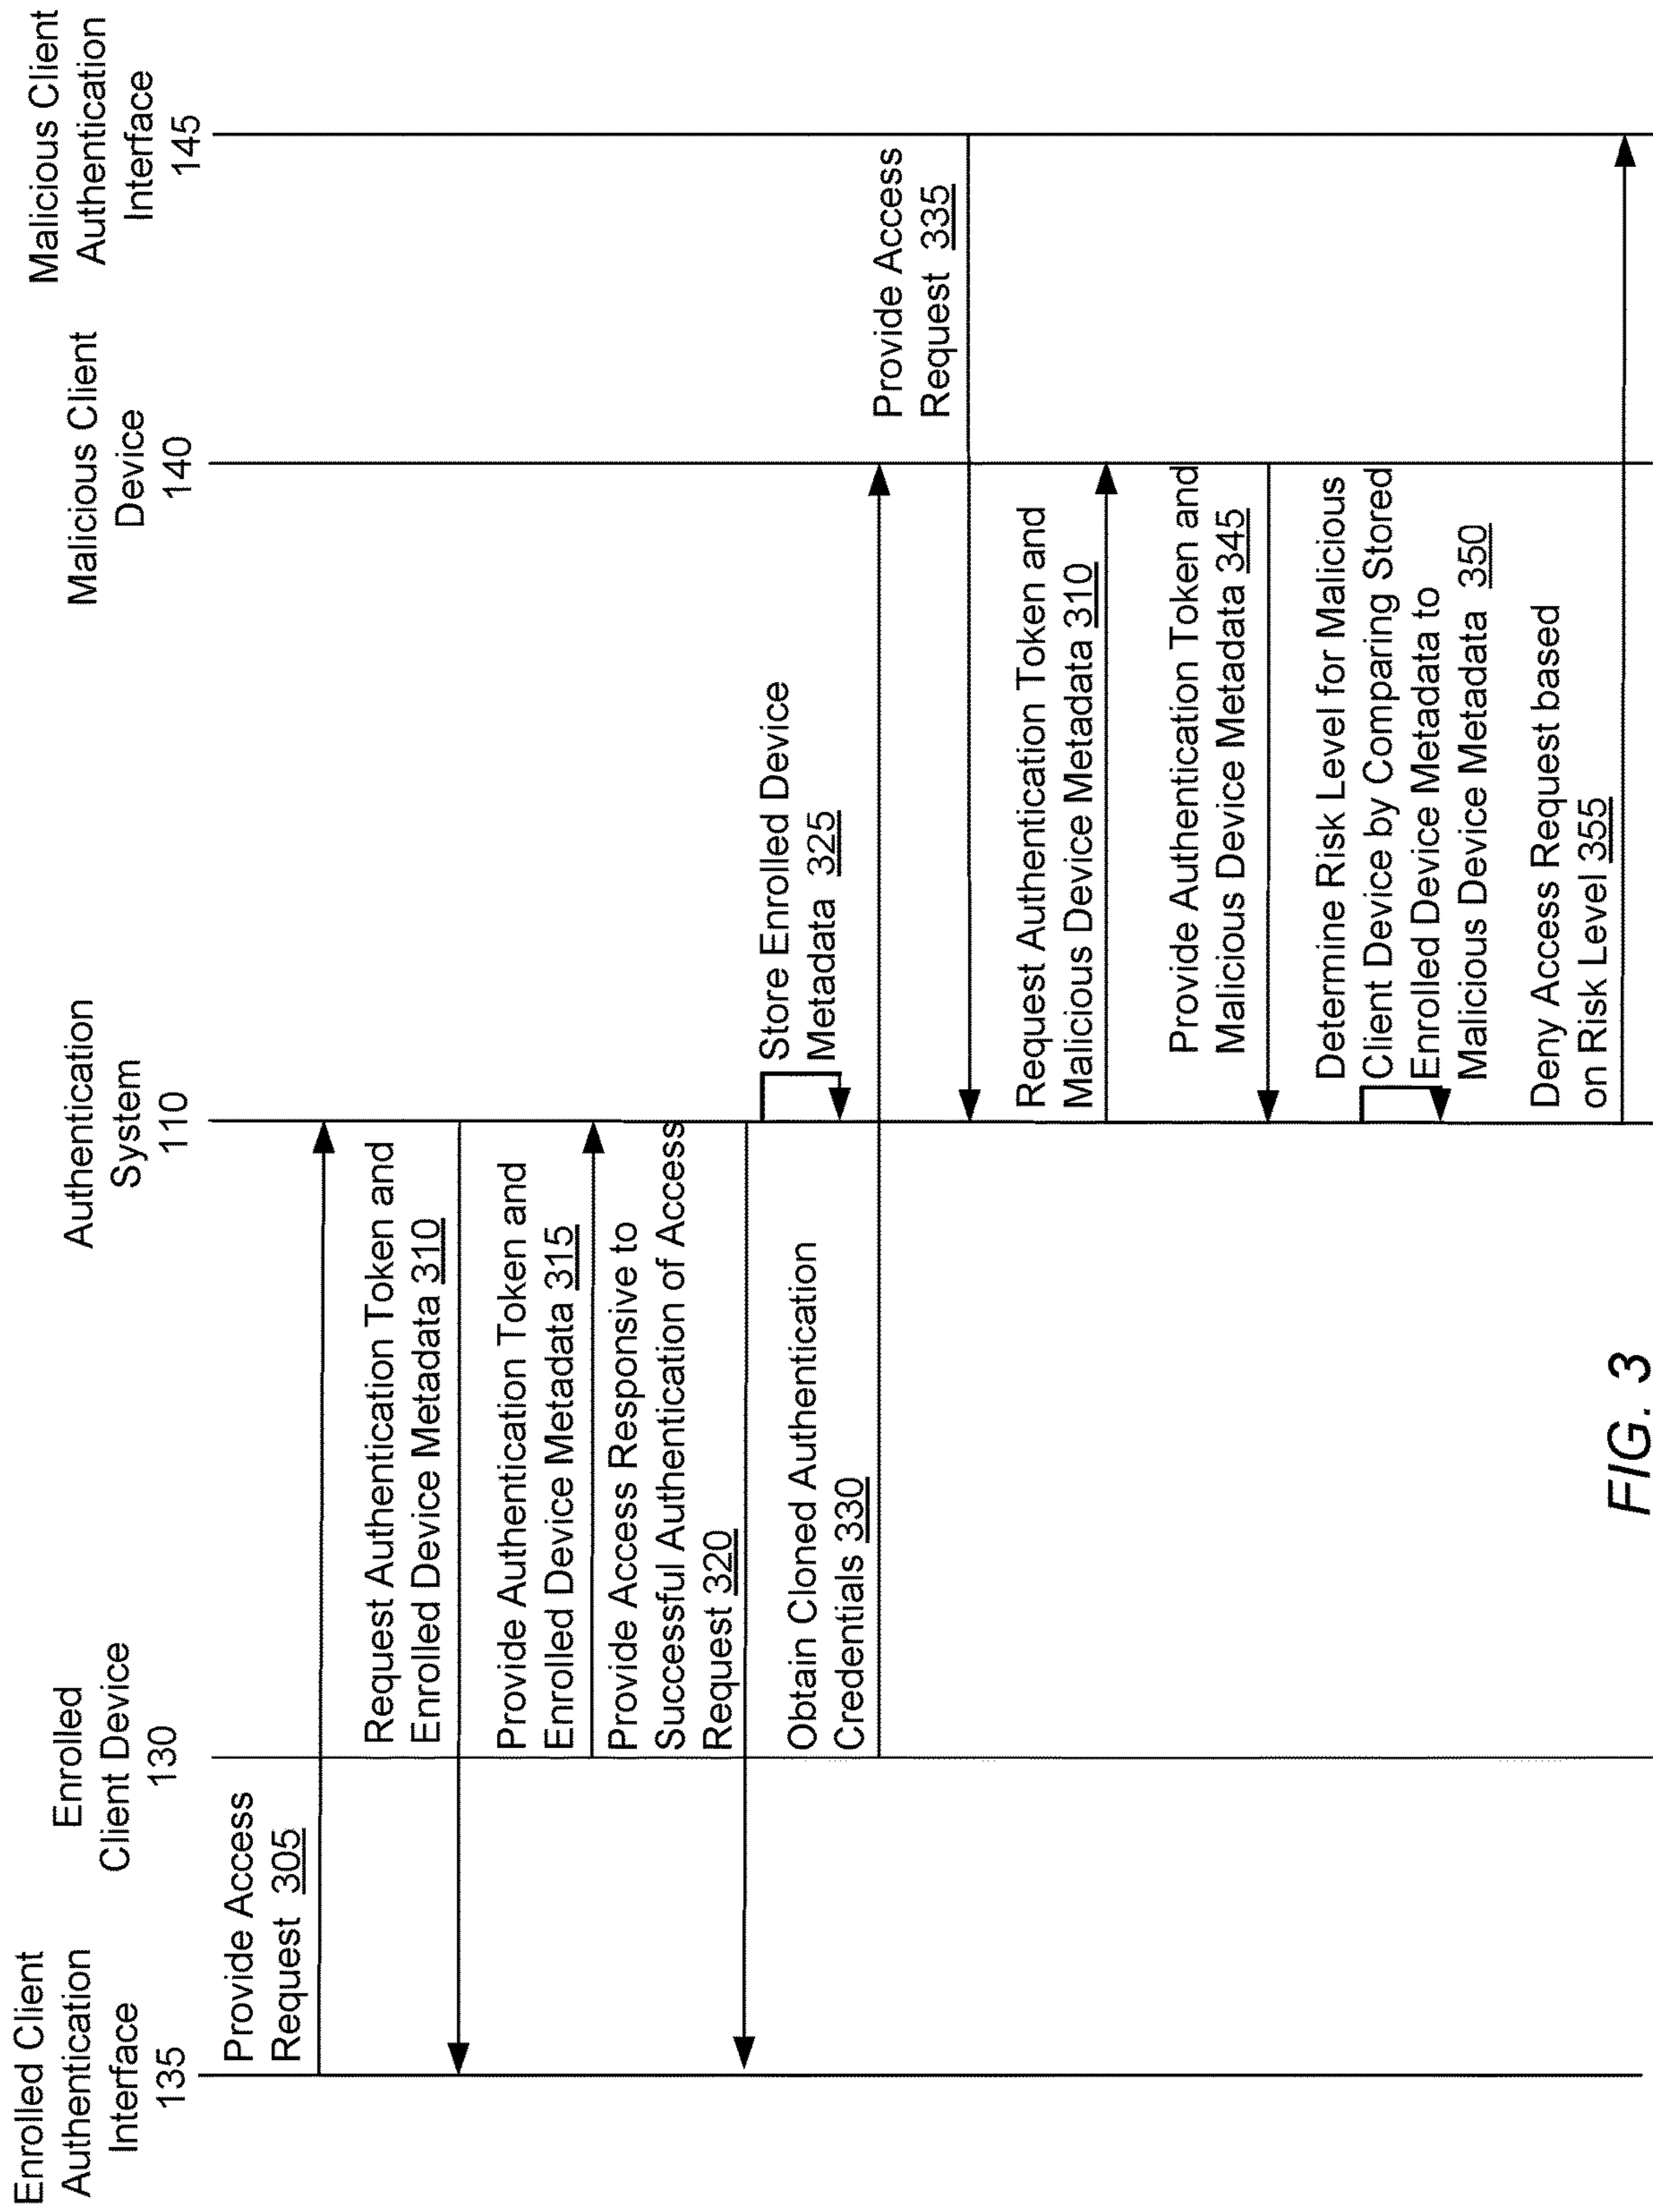 Enrolled Client
Authentication
Interface
135
Enrolled
Client Device
130
Authentication
System
110
Malicious Client
Device
140
Malicious Client
Authentication
Interface
145
Provide Access
Request 305
Request Authentication Token and
Enrolled Device Metadata 310
Provide Authentication Token and
Enrolled Device Metadata 315
Provide Access Responsive to
Successful Authentication of Access
Request 320
Store Enrolled Device
Metadata 325
Obtain Cloned Authentication
Credentials 330
Provide Access
Request 335
Request Authentication Token and
Malicious Device Metadata 310
Provide Authentication Token and
Malicious Device Metadata 345
Determine Risk Level for Malicious
Client Device by Comparing Stored
Enrolled Device Metadata to
Malicious Device Metadata 350
Deny Access Request based
on Risk Level 355
FIG. 3